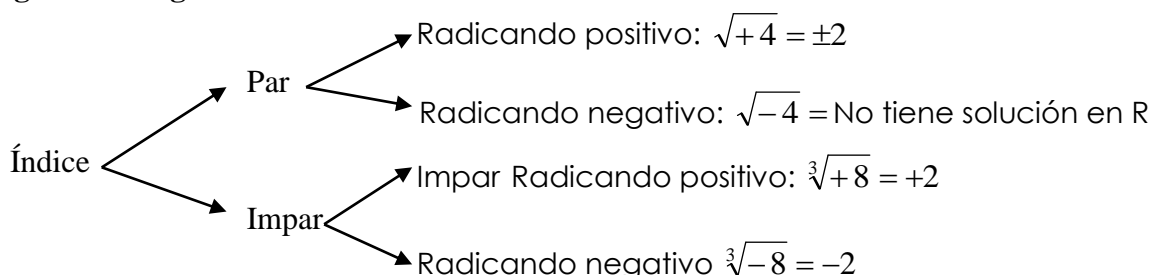 Radicando positivo: √+4 = ±2
Par
Radicando negativo: √−4 = No tiene solución en R
Índice
Impar Radicando positivo: ∛+8 = +2
Impar
Radicando negativo ∛−8 = −2